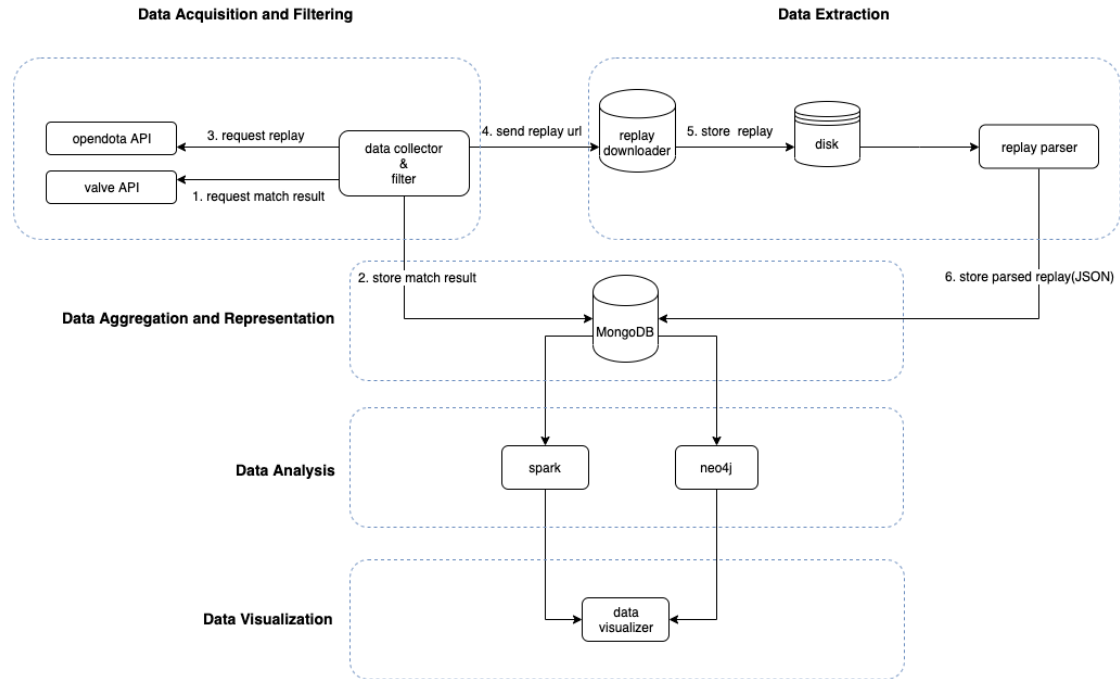 Data Acquisition and Filtering
Data Extraction
opendota API
3. request replay
data collector
&
filter
4. send replay url
replay
downloader
5. store  replay
disk
replay parser
valve API
1. request match result
2. store match result
6. store parsed replay(JSON)
Data Aggregation and Representation
MongoDB
Data Analysis
spark
neo4j
Data Visualization
data
visualizer